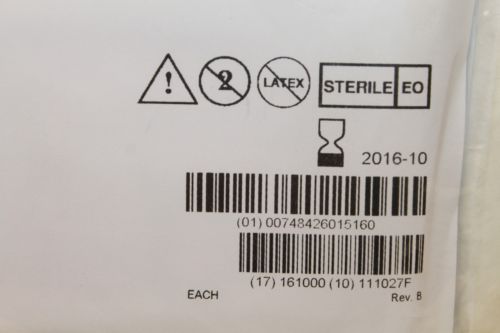 ! 2 LATEX STERILE EO
2016-10
(01) 00748426015160
(17) 161000 (10) 111027F
EACH Rev. B